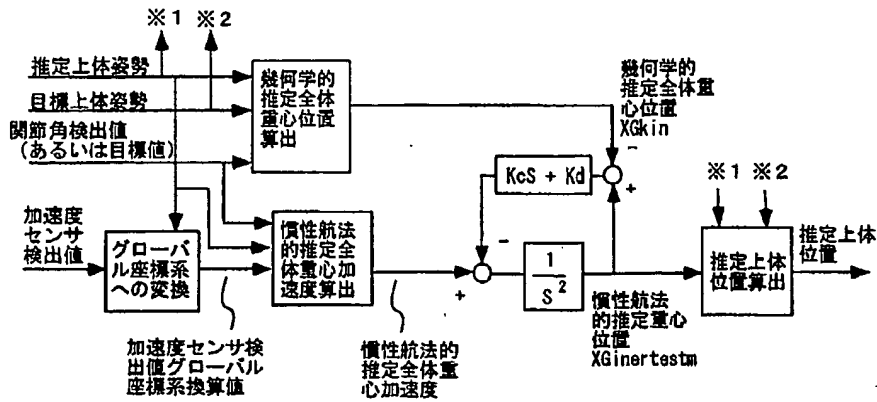 ※1
※2
推定上体姿勢
目標上体姿勢
関節角検出値
(あるいは目標値)
幾何学的
推定全体
重心位置
算出
幾何学的
推定全体重
心位置
XGkin
-
KcS + Kd
+
※1 ※2
加速度
センサ
検出値
グローバ
ル座標系
への変換
慣性航法
的推定全
体重心加
速度算出
-
+
1
S2
推定上体
位置算出
推定上体
位置
加速度センサ検
出値グローバル
座標系換算値
慣性航法的
推定全体重
心加速度
慣性航法
的推定重心
位置
XGinertestm